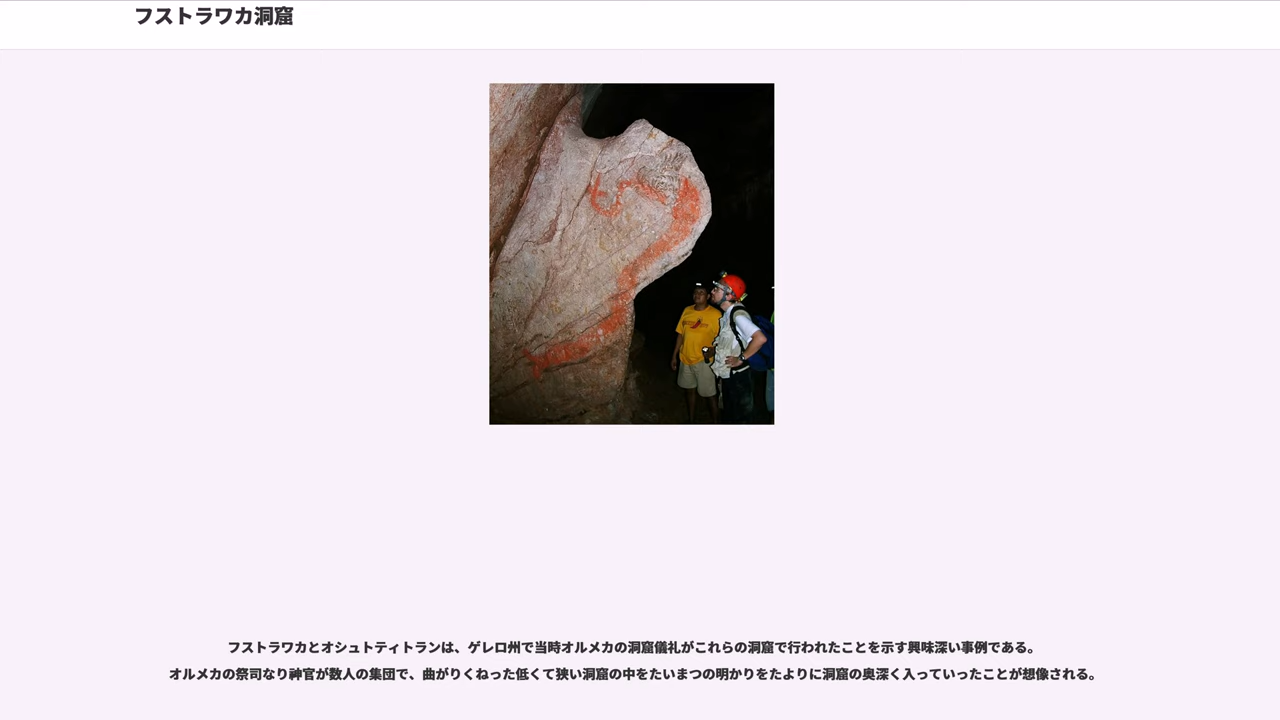 フストラワカ洞窟
フストラワカとオシュトティトランは、ゲレロ州で当時オルメカの洞窟儀礼がこれらの洞窟で行われたことを示す興味深い事例である。
オルメカの祭司なり神官が数人の集団で、曲がりくねった低くて狭い洞窟の中をたいまつの明かりをたよりに洞窟の奥深く入っていったことが想像される。